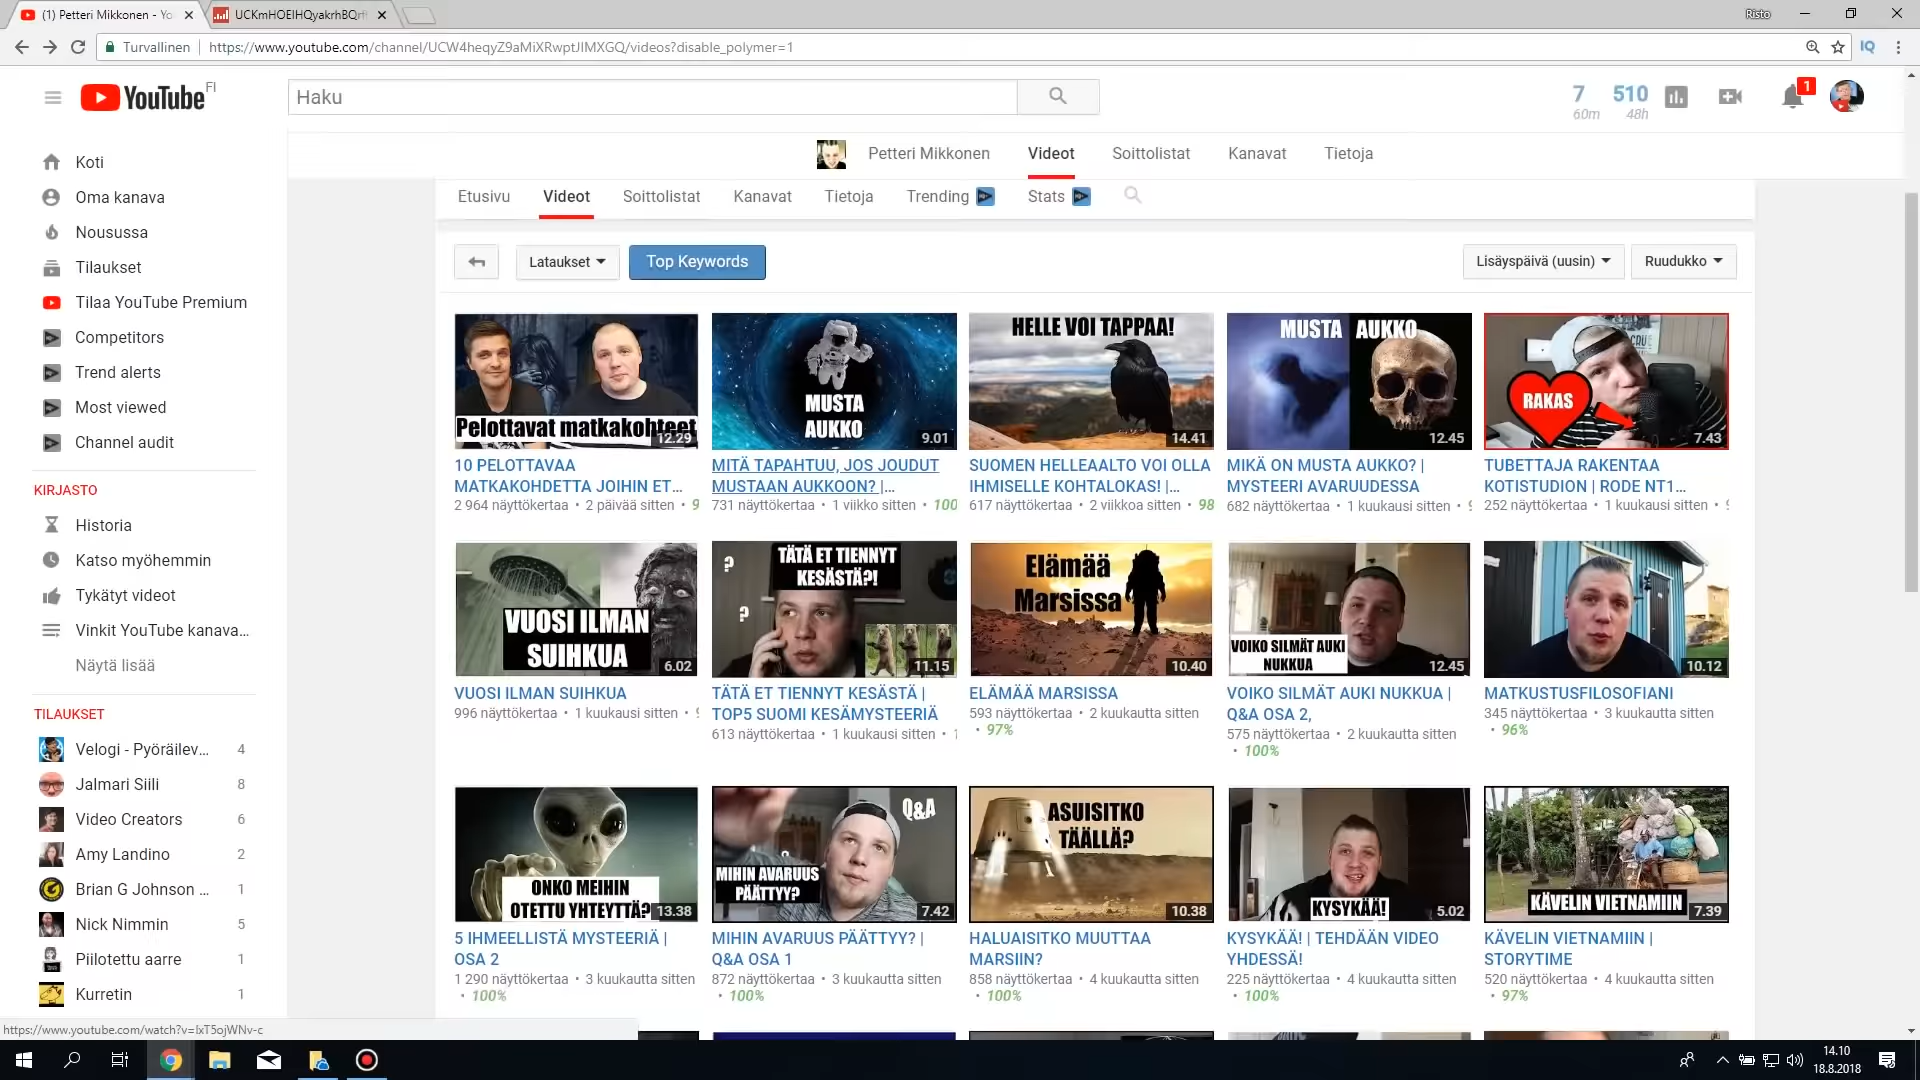 (1) Petteri Mikkonen - Yo
UCKmHOEIHQyakrhBQrf
Risto
Turvallinen
https://www.youtube.com/channel/UCW4heqyZ9aMiXRwptJIMXGQ/videos?disable_polymer=1
YouTube FI
Haku
7
60m
510
48h
1
Petteri Mikkonen
Videot
Soittolistat
Kanavat
Tietoja
Etusivu
Videot
Soittolistat
Kanavat
Tietoja
Trending
Stats
Lataukset
Top Keywords
Lisäyspäivä (uusin)
Ruudukko
Koti
Oma kanava
Nousussa
Tilaukset
Tilaa YouTube Premium
Competitors
Trend alerts
Most viewed
Channel audit
KIRJASTO
Historia
Katso myöhemmin
Tykätyt videot
Vinkit YouTube kanava...
Näytä lisää
TILAUKSET
Velogi - Pyöräilev... 4
Jalmari Siili 8
Video Creators 6
Amy Landino 2
Brian G Johnson ... 1
Nick Nimmin 5
Piilotettu aarre 1
Kurretin 1
Pelottavat matkakohteet
12.29
10 PELOTTAVAA
MATKAKOHDETTA JOIHIN ET...
2 964 näyttökertaa • 2 päivää sitten • 9
MUSTA
AUKKO
9.01
MITÄ TAPAHTUU, JOS JOUDUT
MUSTAAN AUKKOON? |...
731 näyttökertaa • 1 viikko sitten • 100
HELLE VOI TAPPAA!
14.41
SUOMEN HELLEAALTO VOI OLLA
IHMISELLE KOHTALOKAS! |...
617 näyttökertaa • 2 viikkoa sitten • 98
MUSTA AUKKO
12.45
MIKÄ ON MUSTA AUKKO? |
MYSTEERI AVARUUDESSA
682 näyttökertaa • 1 kuukausi sitten • 9
RAKAS
7.43
TUBETTAJA RAKENTAA
KOTISTUDION | RODE NT1...
252 näyttökertaa • 1 kuukausi sitten • 9
VUOSI ILMAN
SUIHKUA
6.02
VUOSI ILMAN SUIHKUA
996 näyttökertaa • 1 kuukausi sitten • 9
?
?
TÄTÄ ET TIENNYT
KESÄSTÄ?!
11.15
TÄTÄ ET TIENNYT KESÄSTÄ |
TOP5 SUOMI KESÄMYSTEERIÄ
613 näyttökertaa • 1 kuukausi sitten • 1
Elämää
Marsissa
10.40
ELÄMÄÄ MARSISSA
593 näyttökertaa • 2 kuukautta sitten
• 97%
VOIKO SILMÄT AUKI
NUKKUA
12.45
VOIKO SILMÄT AUKI NUKKUA |
Q&A OSA 2,
575 näyttökertaa • 2 kuukautta sitten
• 100%
10.12
MATKUSTUSFILOSOFIANI
345 näyttökertaa • 3 kuukautta sitten
• 96%
ONKO MEIHIN
OTETTU YHTEYTTÄ?
13.38
5 IHMEELLISTÄ MYSTEERIÄ |
OSA 2
1 290 näyttökertaa • 3 kuukautta sitten
• 100%
Q&A
MIHIN AVARUUS
PÄÄTTYY?
7.42
MIHIN AVARUUS PÄÄTTYY? |
Q&A OSA 1
872 näyttökertaa • 3 kuukautta sitten
• 100%
ASUISITKO
TÄÄLLÄ?
10.38
HALUAISITKO MUUTTAA
MARSIIN?
858 näyttökertaa • 4 kuukautta sitten
• 100%
KYSYKÄÄ!
5.02
KYSYKÄÄ! | TEHDÄÄN VIDEO
YHDESSÄ!
225 näyttökertaa • 4 kuukautta sitten
• 100%
KÄVELIN VIETNAMIIN
7.39
KÄVELIN VIETNAMIIN |
STORYTIME
520 näyttökertaa • 4 kuukautta sitten
• 97%
https://www.youtube.com/watch?v=IxT5ojWNv-c
14.10
18.8.2018